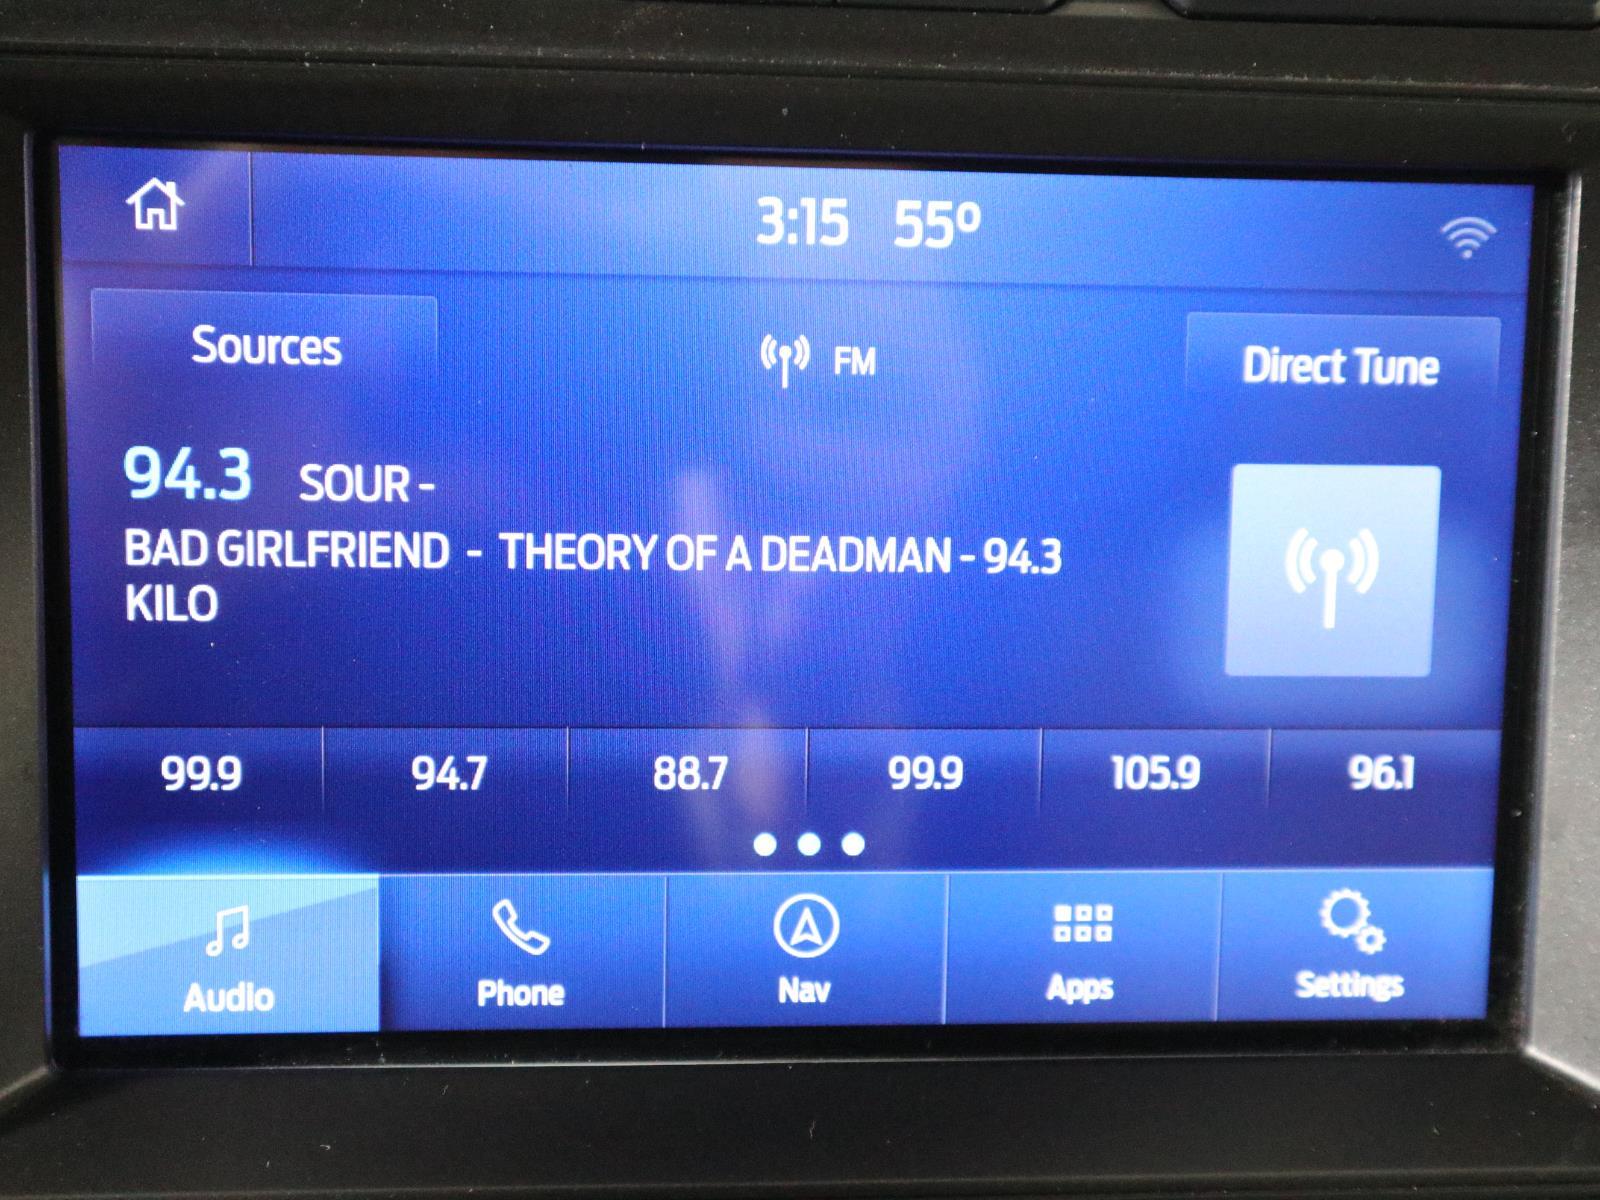 3:15 55º
Sources FM Direct Tune
94.3 SOUR -
BAD GIRLFRIEND - THEORY OF A DEADMAN - 94.3
KILO
99.9 94.7 88.7 99.9 105.9 96.1
Audio Phone Nav Apps Settings